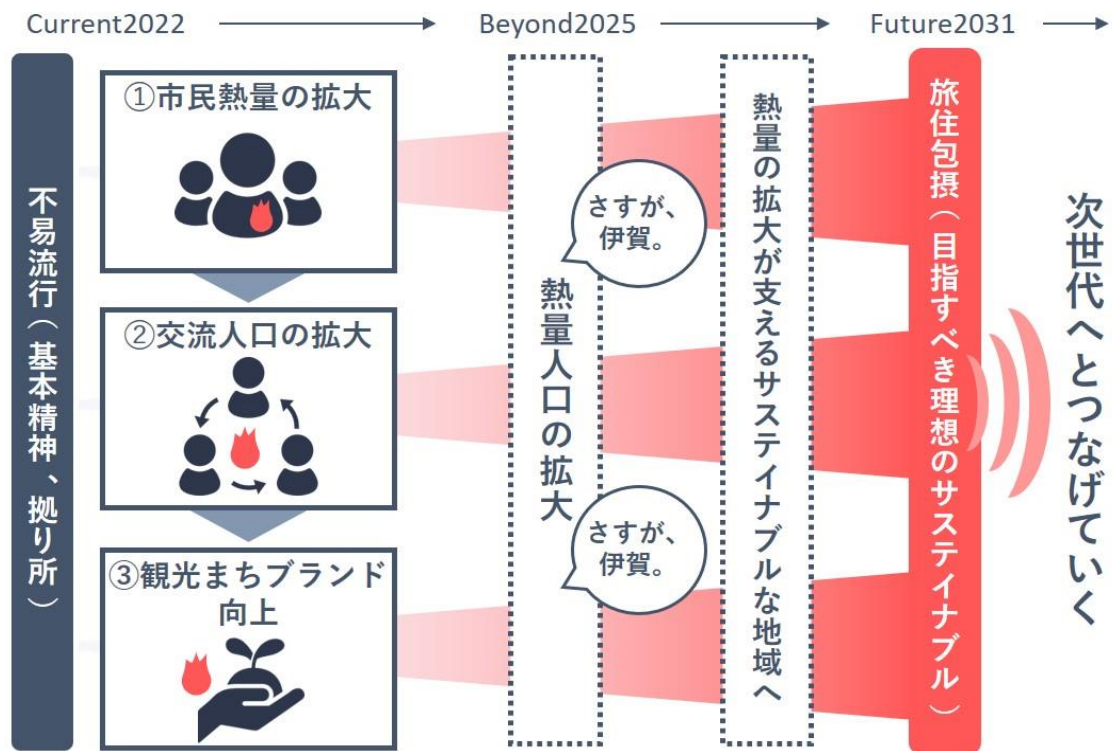 Current2022
Beyond2025
Future2031
不易流行（基本精神、拠り所）
①市民熱量の拡大
②交流人口の拡大
③観光まちブランド
向上
熱量人口の拡大
さすが、
伊賀。
さすが、
伊賀。
熱量の拡大が支えるサステイナブルな地域へ
旅住包摂（目指すべき理想のサステイナブル）
次世代へとつなげていく